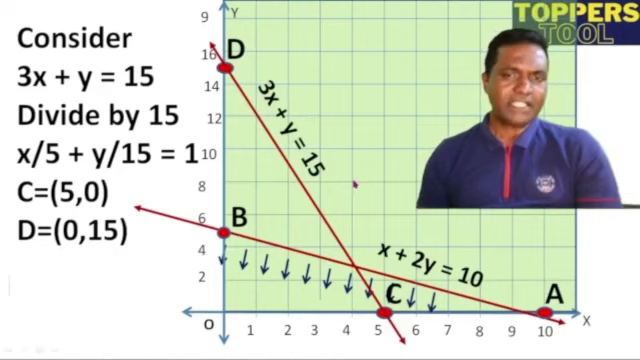 Consider
3x + y = 15
Divide by 15
x/5 + y/15 = 1
C=(5,0)
D=(0,15)
TOPPERS
TOOL
9
Y
16
D
14
12
10
8
6
B
4
2
3x + y = 15
x + 2y = 10
C
A
O
1
2
3
4
5
6
7
8
9
10
X